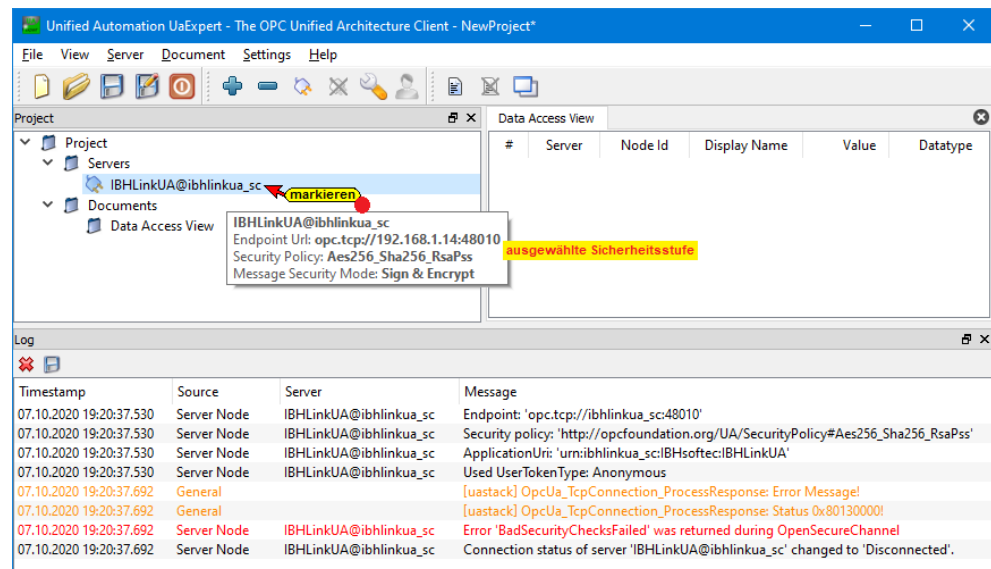 Unified Automation UaExpert - The OPC Unified Architecture Client - NewProject*
File View Server Document Settings Help
Project
Data Access View
Project
# Server Node Id Display Name Value Datatype
Servers
IBHLinkUA@ibhlinkua_sc
markieren
Documents
Data Access View
IBHLinkUA@ibhlinkua_sc
Endpoint Url: opc.tcp://192.168.1.14:48010
Security Policy: Aes256_Sha256_RsaPss
Message Security Mode: Sign & Encrypt
ausgewählte Sicherheitsstufe
Log
Timestamp Source Server Message
07.10.2020 19:20:37.530 Server Node IBHLinkUA@ibhlinkua_sc Endpoint: 'opc.tcp://ibhlinkua_sc:48010'
07.10.2020 19:20:37.530 Server Node IBHLinkUA@ibhlinkua_sc Security policy: 'http://opcfoundation.org/UA/SecurityPolicy#Aes256_Sha256_RsaPss'
07.10.2020 19:20:37.530 Server Node IBHLinkUA@ibhlinkua_sc ApplicationUri: 'urn:ibhlinkua_sc:IBHsoftec:IBHLinkUA'
07.10.2020 19:20:37.530 Server Node IBHLinkUA@ibhlinkua_sc Used UserTokenType: Anonymous
07.10.2020 19:20:37.692 General [uastack] OpcUa_TcpConnection_ProcessResponse: Error Message!
07.10.2020 19:20:37.692 General [uastack] OpcUa_TcpConnection_ProcessResponse: Status 0x80130000!
07.10.2020 19:20:37.692 Server Node IBHLinkUA@ibhlinkua_sc Error 'BadSecurityChecksFailed' was returned during OpenSecureChannel
07.10.2020 19:20:37.692 Server Node IBHLinkUA@ibhlinkua_sc Connection status of server 'IBHLinkUA@ibhlinkua_sc' changed to 'Disconnected'.